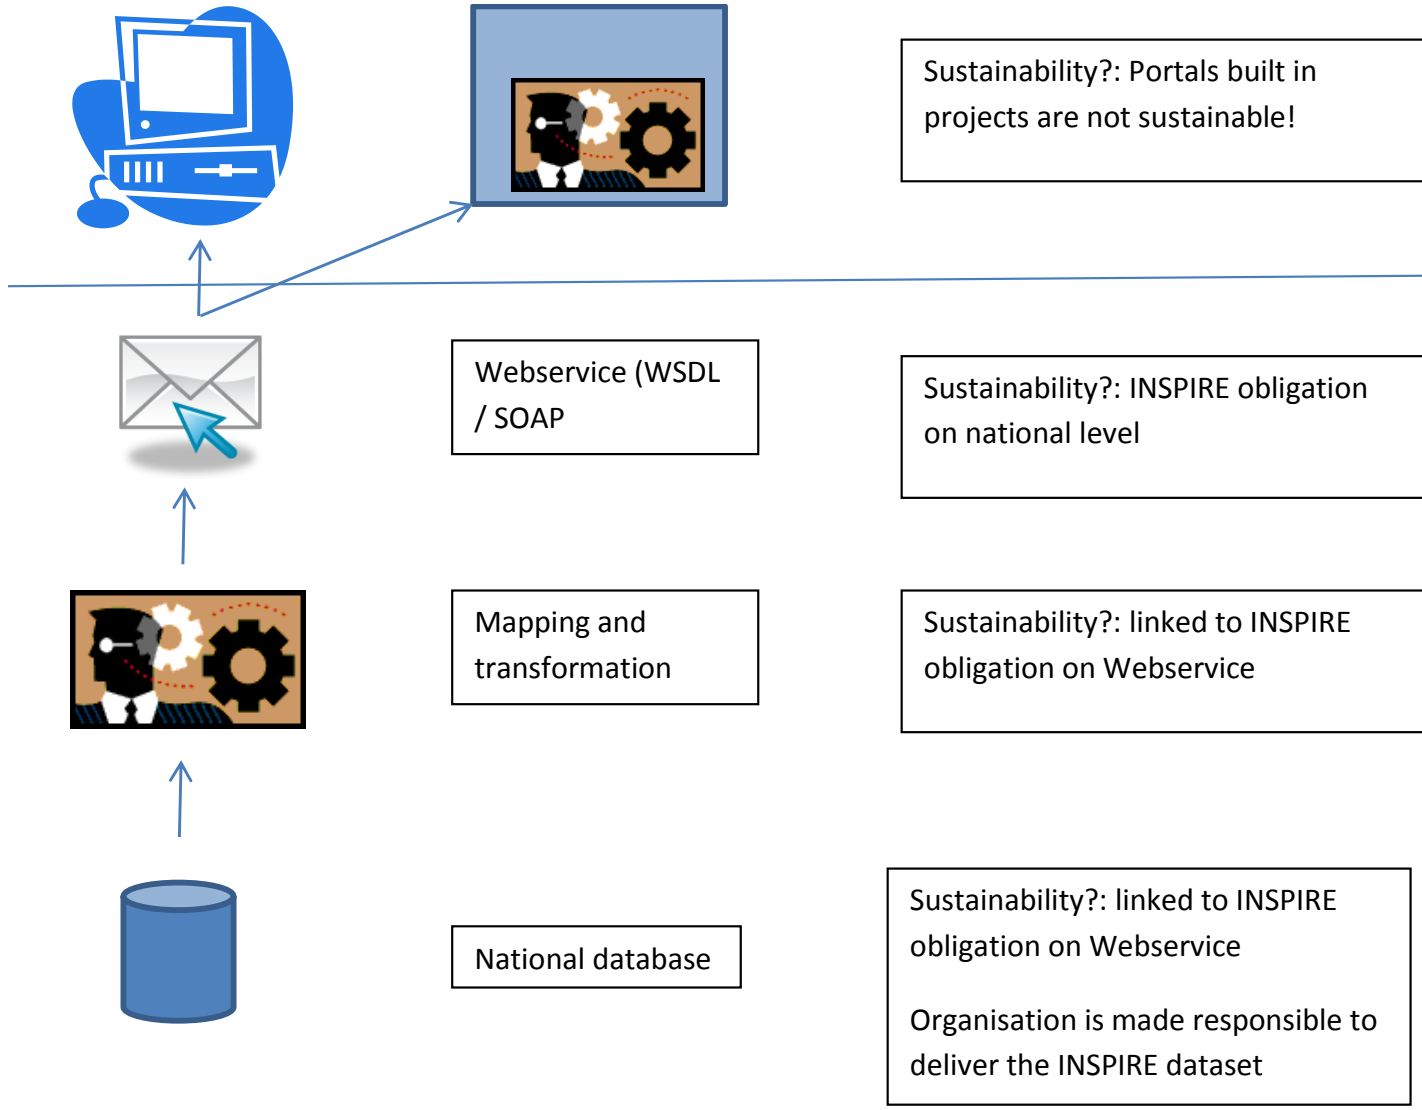 Sustainability?: Portals built in
projects are not sustainable!
Webservice (WSDL
/ SOAP
Sustainability?: INSPIRE obligation
on national level
Mapping and
transformation
Sustainability?: linked to INSPIRE
obligation on Webservice
National database
Sustainability?: linked to INSPIRE
obligation on Webservice
Organisation is made responsible to
deliver the INSPIRE dataset